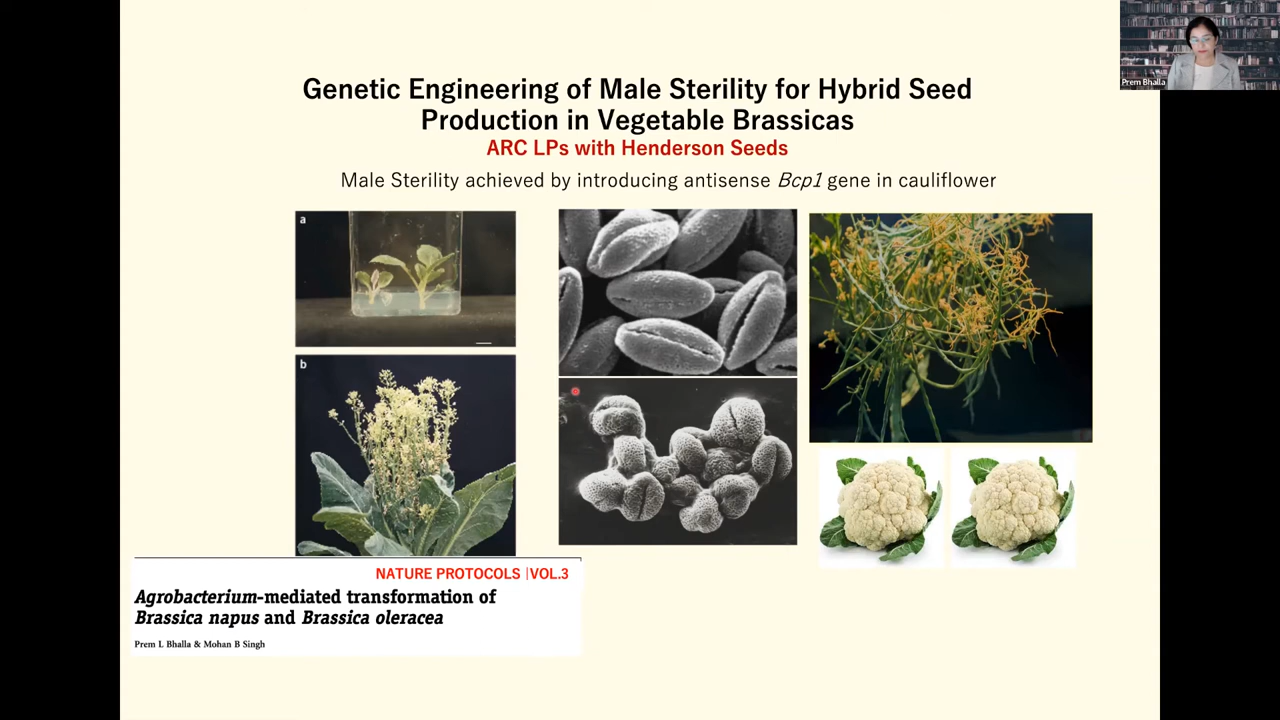 Prem Bhalla
Genetic Engineering of Male Sterility for Hybrid Seed
Production in Vegetable Brassicas
ARC LPs with Henderson Seeds
Male Sterility achieved by introducing antisense Bcp1 gene in cauliflower
a
b
NATURE PROTOCOLS |VOL.3
Agrobacterium-mediated transformation of
Brassica napus and Brassica oleracea
Prem L Bhalla & Mohan B Singh